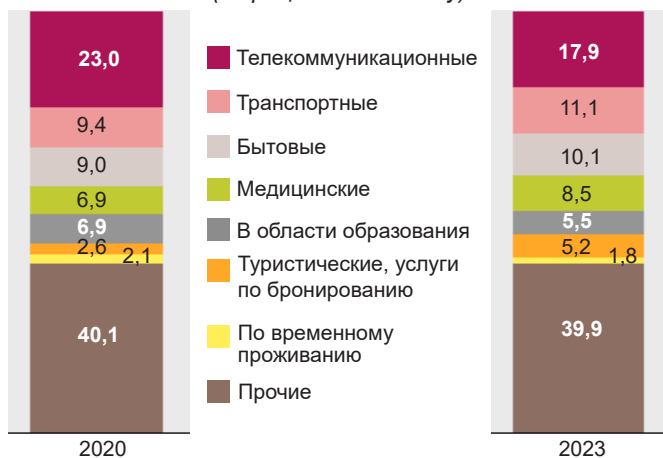 23,0
9,4
9,0
6,9
6,9
2,6
2,1
40,1
2020
Телекоммуникационные
Транспортные
Бытовые
Медицинские
В области образования
Туристические, услуги
по бронированию
По временному
проживанию
Прочие
17,9
11,1
10,1
8,5
5,5
5,2
1,8
39,9
2023